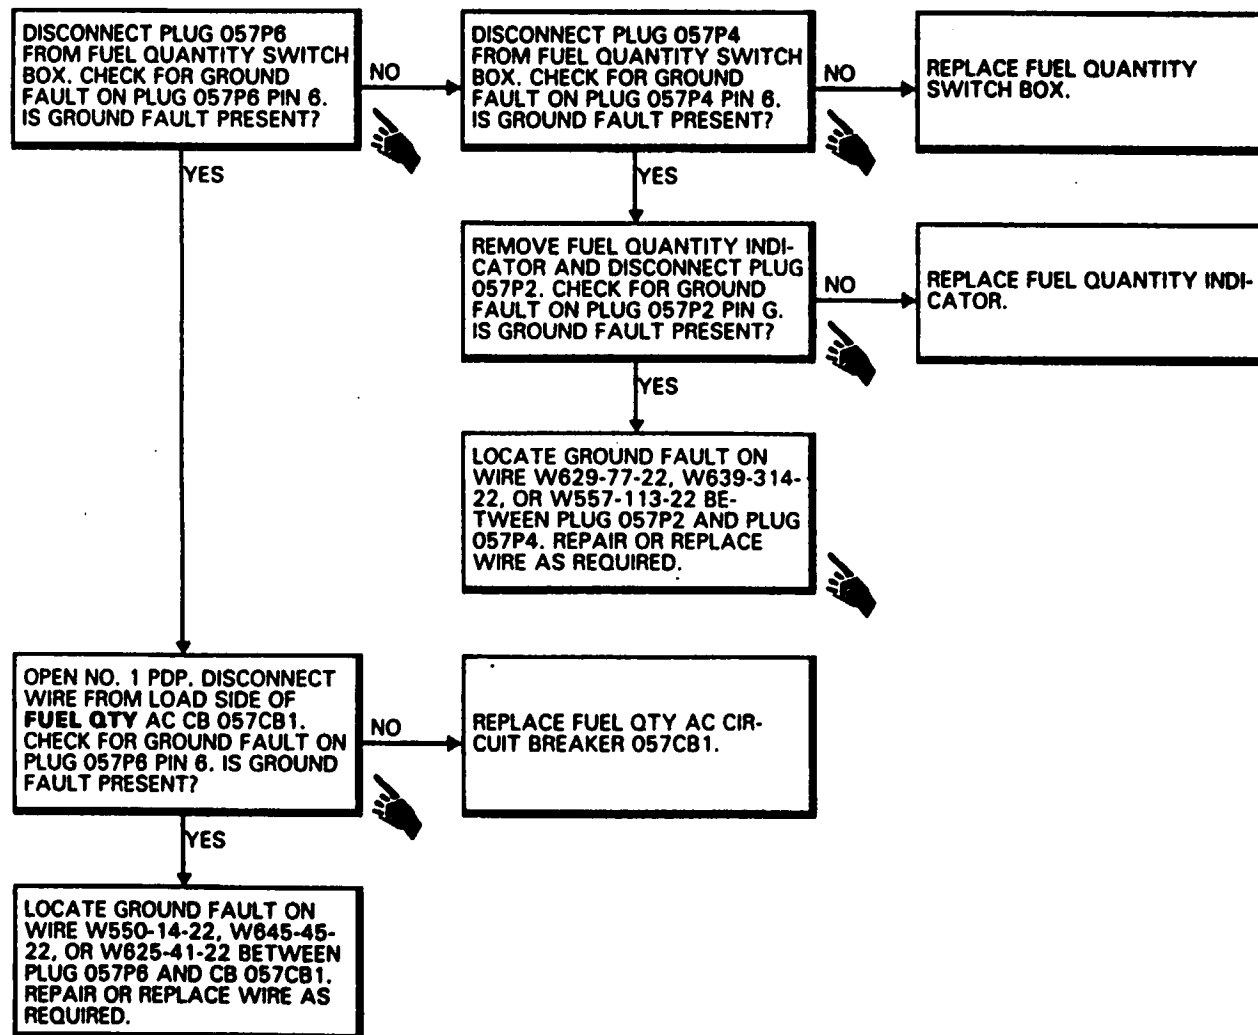 DISCONNECT PLUG 057P6
FROM FUEL QUANTITY SWITCH
BOX. CHECK FOR GROUND
FAULT ON PLUG 057P6 PIN 6.
IS GROUND FAULT PRESENT?
NO
YES
DISCONNECT PLUG 057P4
FROM FUEL QUANTITY SWITCH
BOX. CHECK FOR GROUND
FAULT ON PLUG 057P4 PIN 6.
IS GROUND FAULT PRESENT?
NO
YES
REPLACE FUEL QUANTITY
SWITCH BOX.
REMOVE FUEL QUANTITY INDI-
CATOR AND DISCONNECT PLUG
057P2. CHECK FOR GROUND
FAULT ON PLUG 057P2 PIN G.
IS GROUND FAULT PRESENT?
NO
YES
REPLACE FUEL QUANTITY INDI-
CATOR.
LOCATE GROUND FAULT ON
WIRE W629-77-22, W639-314-
22, OR W557-113-22 BE-
TWEEN PLUG 057P2 AND PLUG
057P4. REPAIR OR REPLACE
WIRE AS REQUIRED.
OPEN NO. 1 PDP. DISCONNECT
WIRE FROM LOAD SIDE OF
FUEL QTY AC CB 057CB1.
CHECK FOR GROUND FAULT ON
PLUG 057P6 PIN 6. IS GROUND
FAULT PRESENT?
NO
YES
REPLACE FUEL QTY AC CIR-
CUIT BREAKER 057CB1.
LOCATE GROUND FAULT ON
WIRE W550-14-22, W645-45-
22, OR W625-41-22 BETWEEN
PLUG 057P6 AND CB 057CB1.
REPAIR OR REPLACE WIRE AS
REQUIRED.